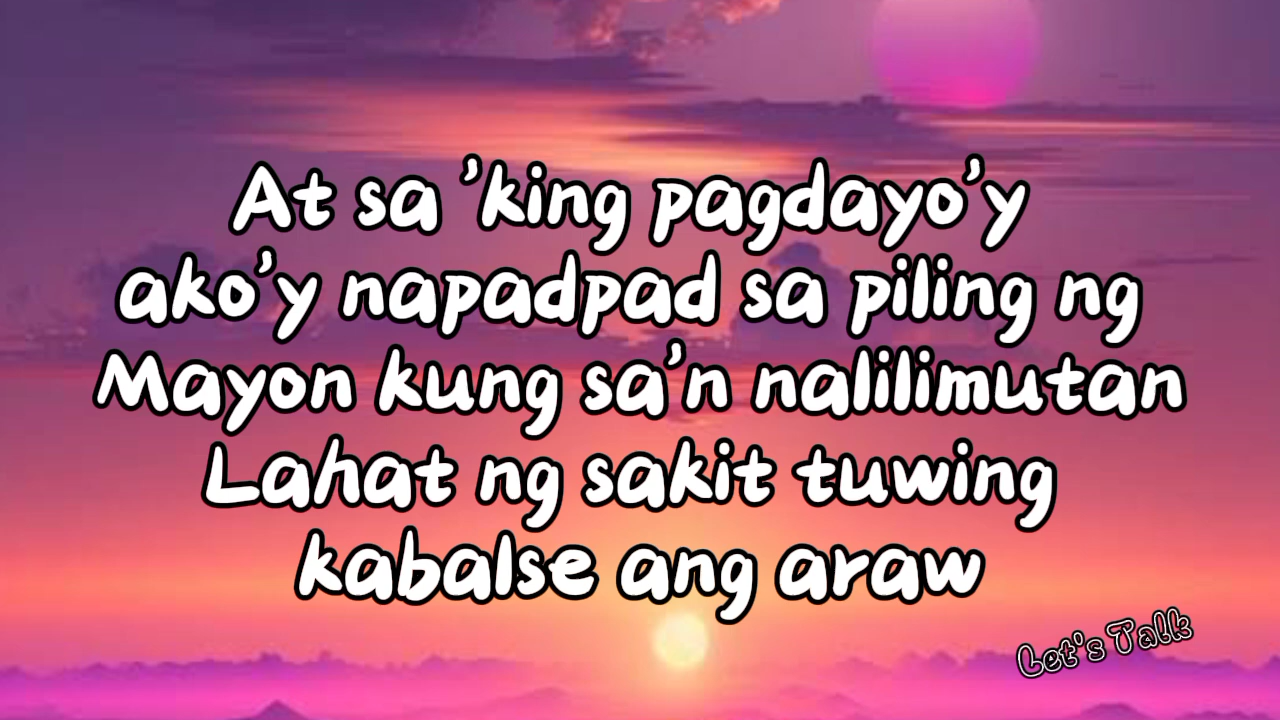 At sa 'king pagdayo'y
ako'y napadpad sa piling ng
Mayon kung sa'n nalilimutan
Lahat ng sakit tuwing
kabalse ang araw
Let's Talk